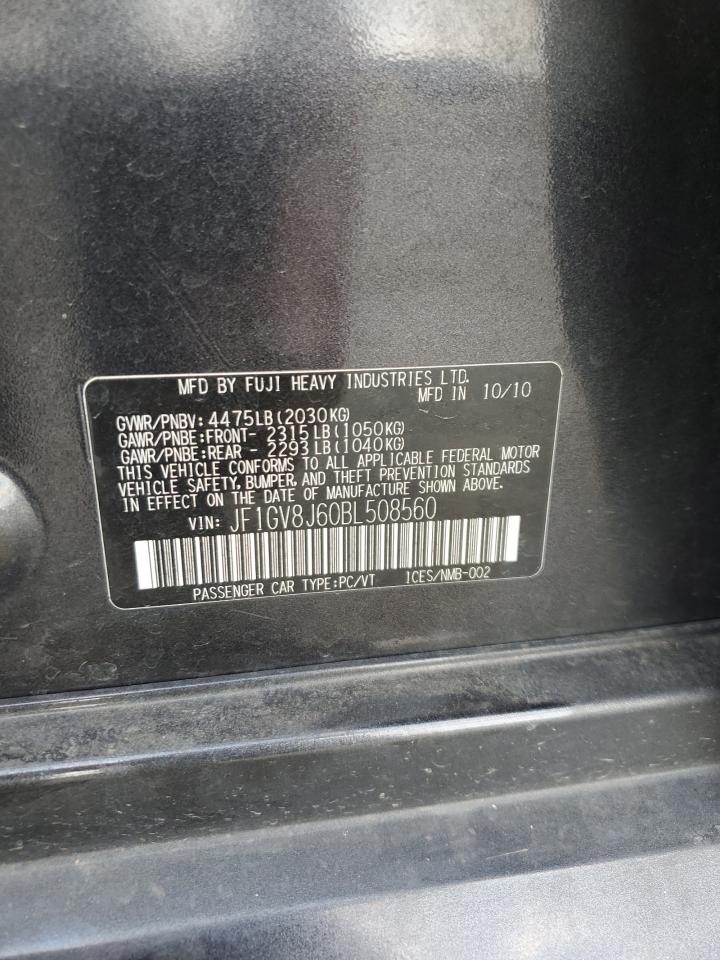 MFD BY FUJI HEAVY INDUSTRIES LTD.
MFD IN 10/10
GVWR/PNBV: 4475LB(2030KG)
GAWR/PNBE:FRONT- 2315LB(1050KG)
GAWR/PNBE:REAR - 2293LB(1040KG)
THIS VEHICLE CONFORMS TO ALL APPLICABLE FEDERAL MOTOR
VEHICLE SAFETY, BUMPER, AND THEFT PREVENTION STANDARDS
IN EFFECT ON THE DATE OF MANUFACTURE SHOWN ABOVE.
VIN: JF1GV8J60BL508560
PASSENGER CAR TYPE:PC/VT ICES/NMB-002